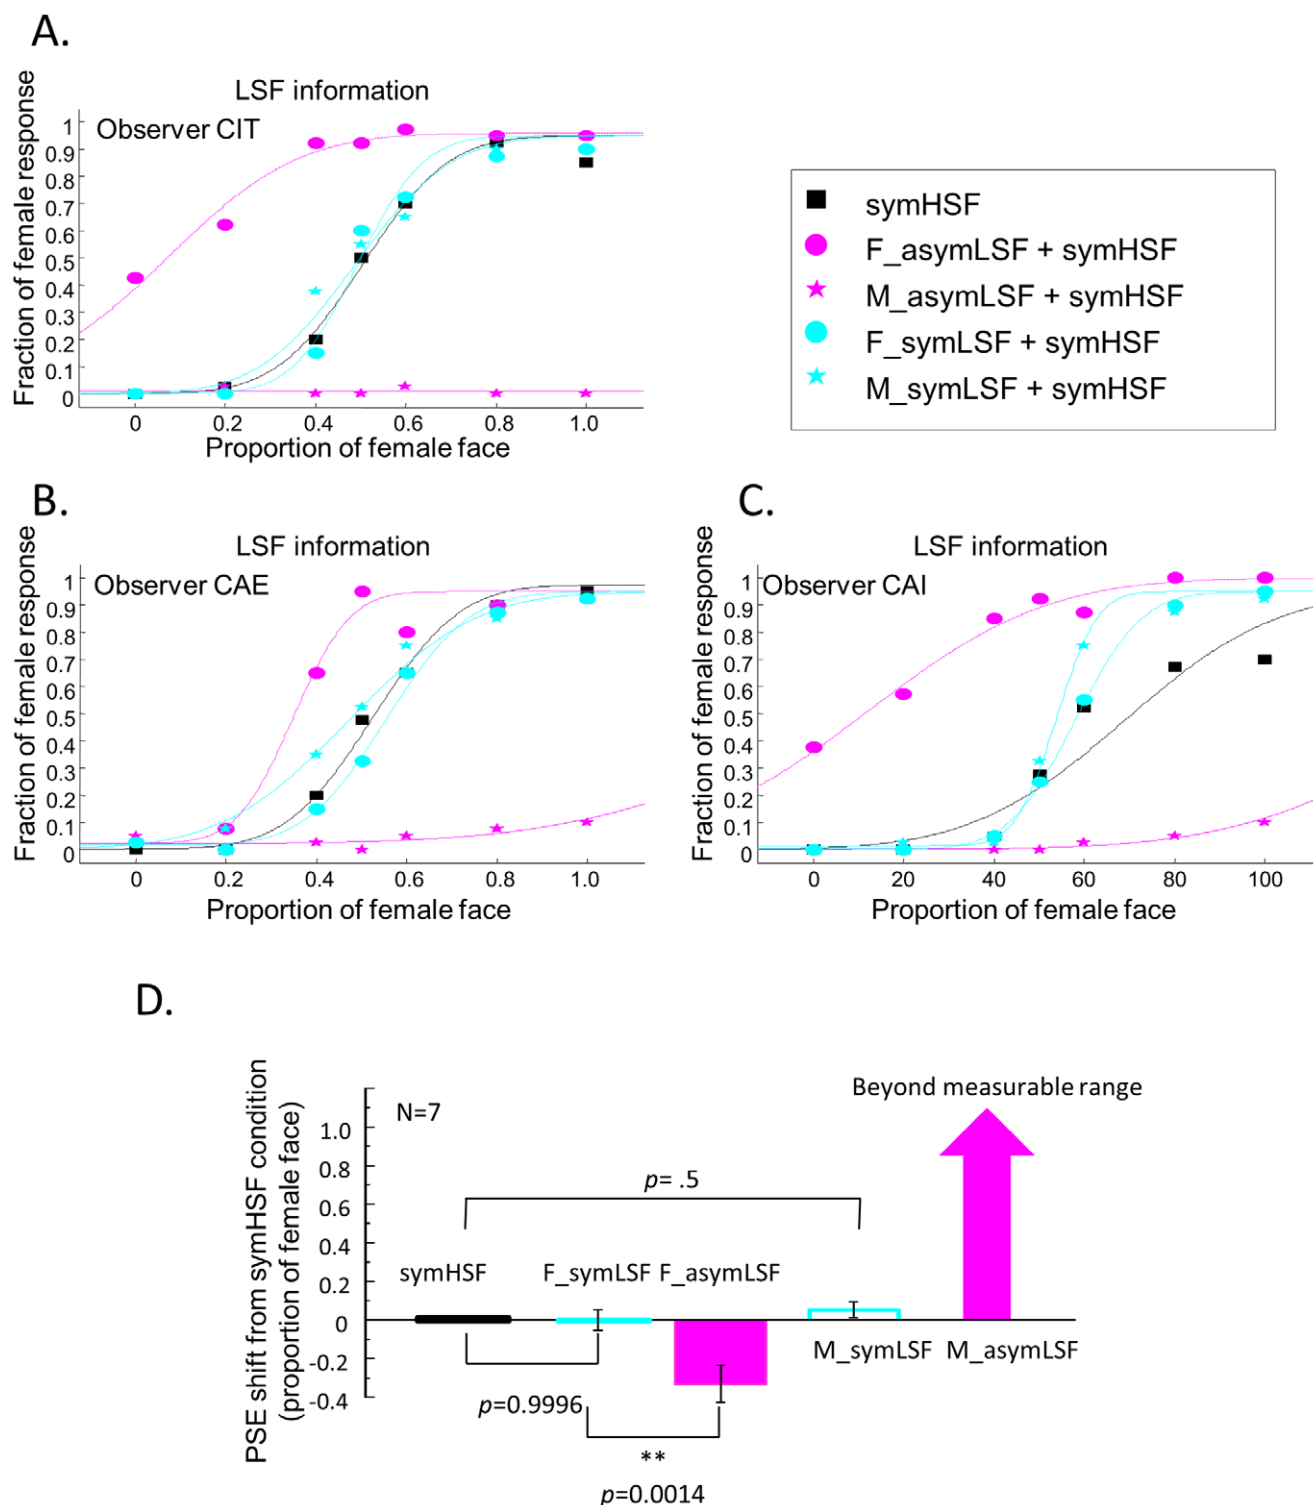 A.
LSF information
Observer CIT
Fraction of female response
1
0.9
0.8
0.7
0.6
0.5
0.4
0.3
0.2
0.1
0
0 0.2 0.4 0.6 0.8 1.0
Proportion of female face
symHSF
F_asymLSF + symHSF
M_asymLSF + symHSF
F_symLSF + symHSF
M_symLSF + symHSF
B.
LSF information
Observer CAE
Fraction of female response
1
0.9
0.8
0.7
0.6
0.5
0.4
0.3
0.2
0.1
0
0 0.2 0.4 0.6 0.8 1.0
Proportion of female face
C.
LSF information
Observer CAI
Fraction of female response
1
0.9
0.8
0.7
0.6
0.5
0.4
0.3
0.2
0.1
0
0 20 40 60 80 100
Proportion of female face
D.
PSE shift from symHSF condition
(proportion of female face)
1.0
0.8
0.6
0.4
0.2
0
-0.2
-0.4
N=7
Beyond measurable range
p= .5
symHSF F_symLSF F_asymLSF
M_symLSF M_asymLSF
p=0.9996
**
p=0.0014